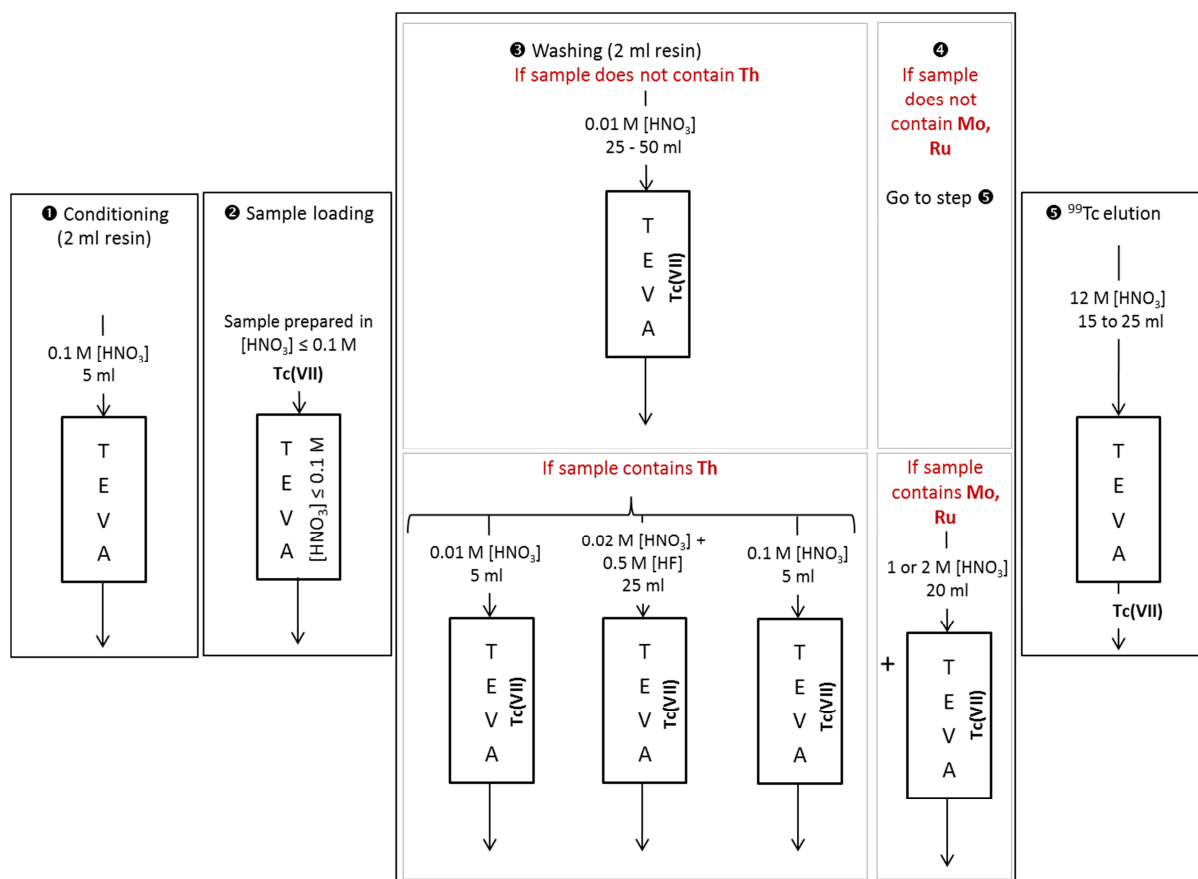 ❶ Conditioning
(2 ml resin)
0.1 M [HNO₃]
5 ml
T
E
V
A
❷ Sample loading
Sample prepared in
[HNO₃] ≤ 0.1 M
Tc(VII)
T
E
V
A
[HNO₃] ≤ 0.1 M
❸ Washing (2 ml resin)
If sample does not contain Th
0.01 M [HNO₃]
25 - 50 ml
T
E
V
A
Tc(VII)
If sample contains Th
0.01 M [HNO₃]
5 ml
T
E
V
A
Tc(VII)
0.02 M [HNO₃] +
0.5 M [HF]
25 ml
T
E
V
A
Tc(VII)
0.1 M [HNO₃]
5 ml
T
E
V
A
Tc(VII)
❹
If sample
does not
contain Mo,
Ru
Go to step ❺
If sample
contains Mo,
Ru
1 or 2 M [HNO₃]
20 ml
+
T
E
V
A
Tc(VII)
❺ ⁹⁹Tc elution
12 M [HNO₃]
15 to 25 ml
T
E
V
A
Tc(VII)